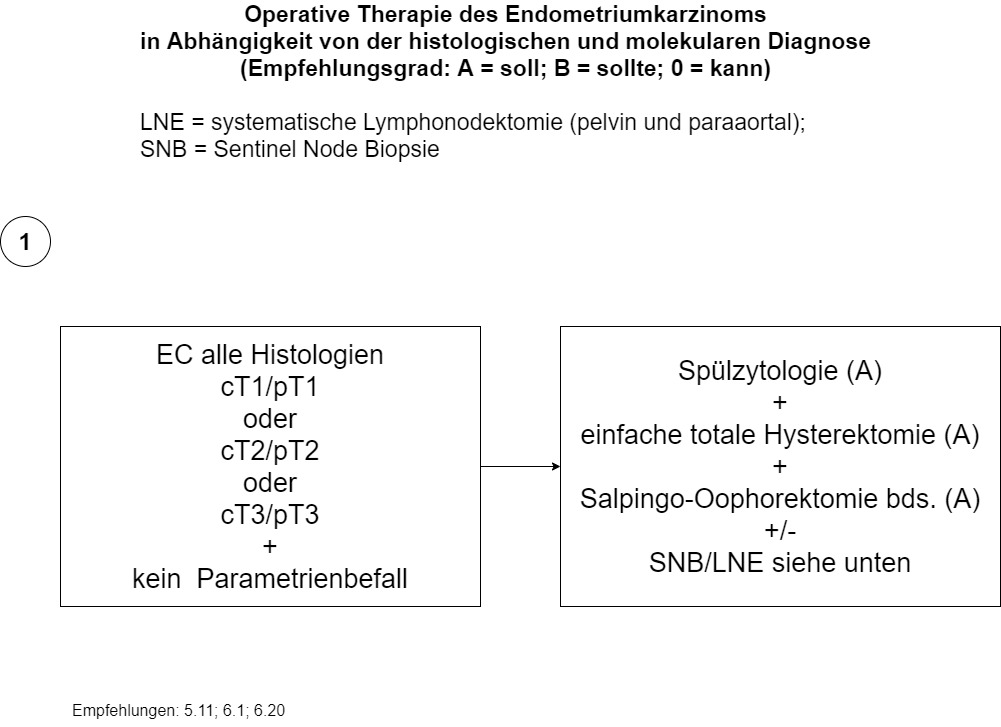 Operative Therapie des Endometriumkarzinoms
in Abhängigkeit von der histologischen und molekularen Diagnose
(Empfehlungsgrad: A = soll; B = sollte; 0 = kann)
LNE = systematische Lymphonodektomie (pelvin und paraaortal);
SNB = Sentinel Node Biopsie
1
EC alle Histologien
cT1/pT1
oder
cT2/pT2
oder
cT3/pT3
+
kein Parametrienbefall
Spülzytologie (A)
+
einfache totale Hysterektomie (A)
+
Salpingo-Oophorektomie bds. (A)
+/-
SNB/LNE siehe unten
Empfehlungen: 5.11; 6.1; 6.20